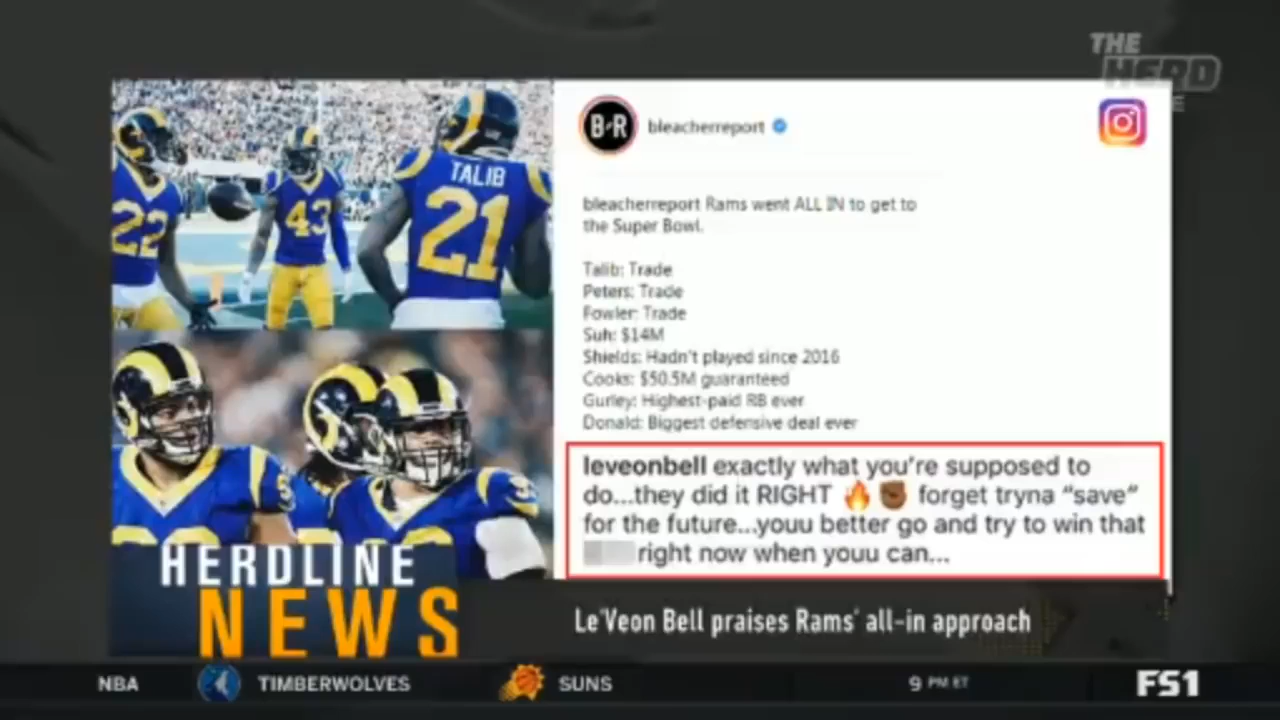 THE
HERD
22
43
TALIB
21
B/R
bleacherreport
bleacherreport Rams went ALL IN to get to
the Super Bowl.
Talib: Trade
Peters: Trade
Fowler: Trade
Suh: $14M
Shields: Hadn't played since 2016
Cooks: $50.5M guaranteed
Gurley: Highest-paid RB ever
Donald: Biggest defensive deal ever
leveonbell exactly what you're supposed to
do...they did it RIGHT 🔥 ✊🏾 forget tryna "save"
for the future...youu better go and try to win that
right now when youu can...
HERDLINE
NEWS
Le'Veon Bell praises Rams' all-in approach
NBA TIMBERWOLVES SUNS 9 PM ET FS1